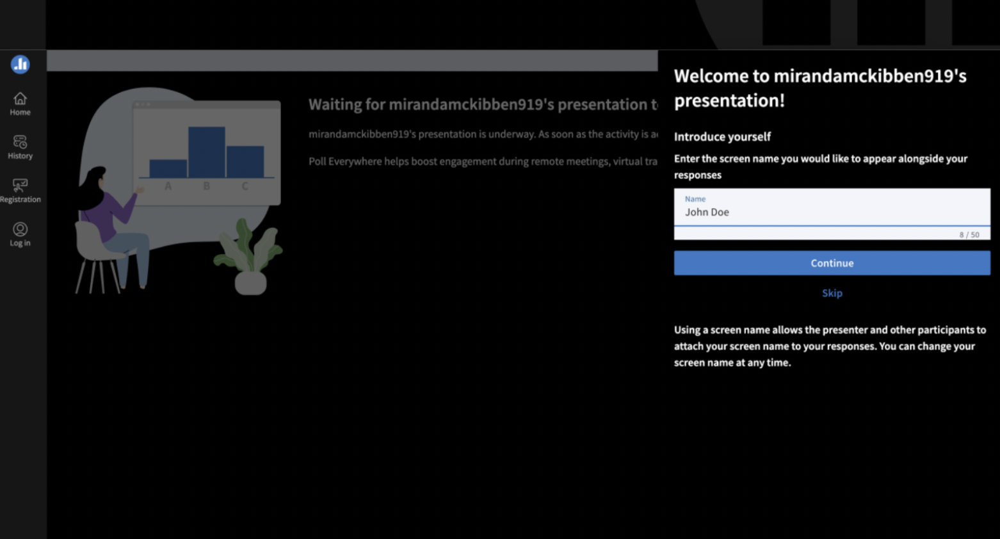 Home
History
Registration
Log in
A B C
Waiting for mirandamckibben919's presentation t
mirandamckibben919's presentation is underway. As soon as the activity is a
Poll Everywhere helps boost engagement during remote meetings, virtual tra
Welcome to mirandamckibben919's
presentation!
Introduce yourself
Enter the screen name you would like to appear alongside your
responses
Name
John Doe
8 / 50
Continue
Skip
Using a screen name allows the presenter and other participants to
attach your screen name to your responses. You can change your
screen name at any time.